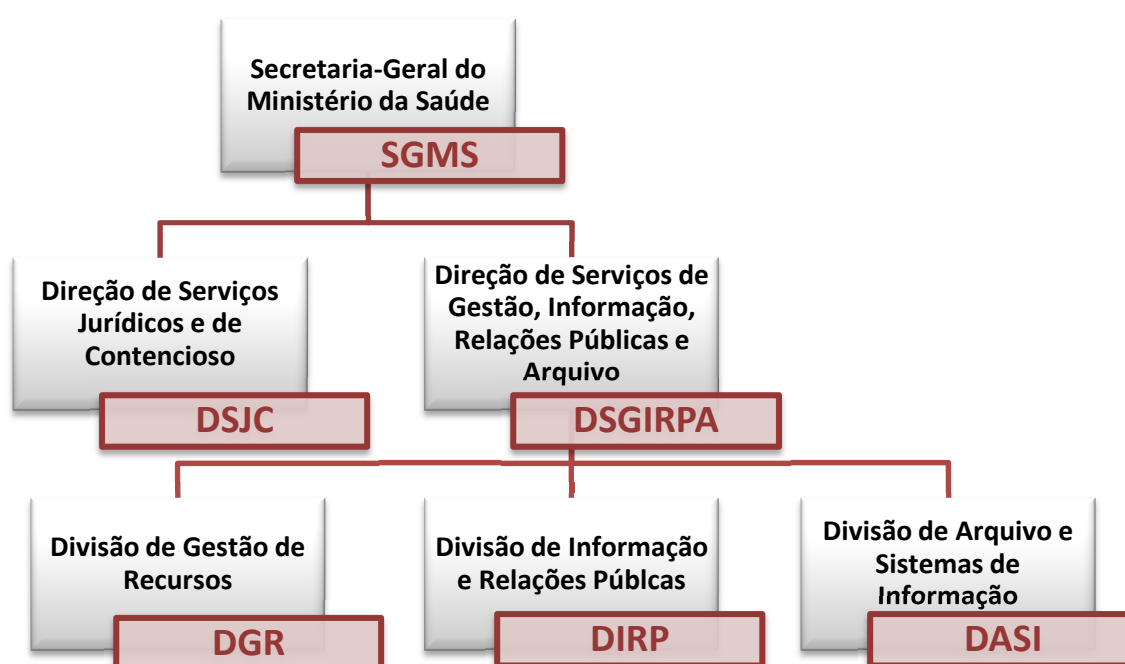 Secretaria-Geral do
Ministério da Saúde
SGMS
Direção de Serviços
Jurídicos e de
Contencioso
DSJC
Direção de Serviços de
Gestão, Informação,
Relações Públicas e
Arquivo
DSGIRPA
Divisão de Gestão de
Recursos
DGR
Divisão de Informação
e Relações Públcas
DIRP
Divisão de Arquivo e
Sistemas de
Informação
DASI